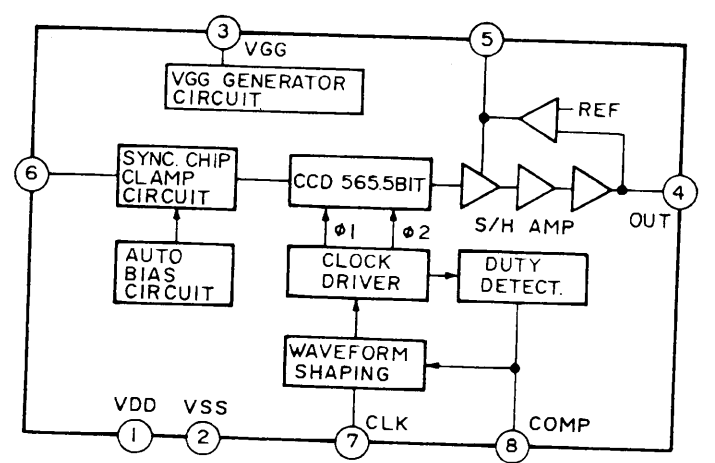 3
VGG
5
VGG GENERATOR
CIRCUIT
REF
6
SYNC. CHIP
CLAMP
CIRCUIT
CCD 565.5BIT
4
OUT
S/H AMP
φ1
φ2
AUTO
BIAS
CIRCUIT
CLOCK
DRIVER
DUTY
DETECT.
WAVEFORM
SHAPING
VDD
VSS
1
2
7
CLK
8
COMP